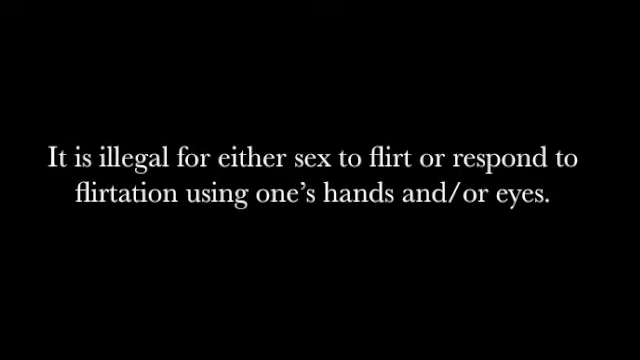 It is illegal for either sex to flirt or respond to
flirtation using one’s hands and/or eyes.